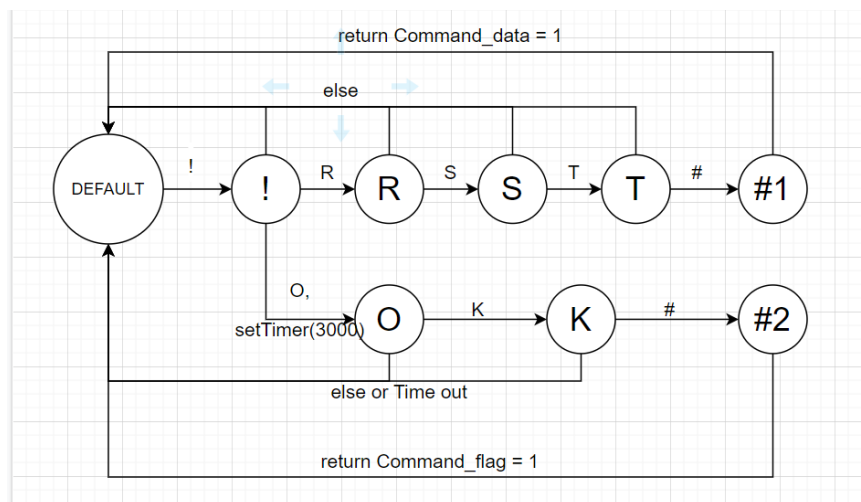 return Command_data = 1
else
DEFAULT
!
!
R
R
S
S
T
T
#
#1
O,
setTimer(3000)
O
K
K
#
#2
else or Time out
return Command_flag = 1